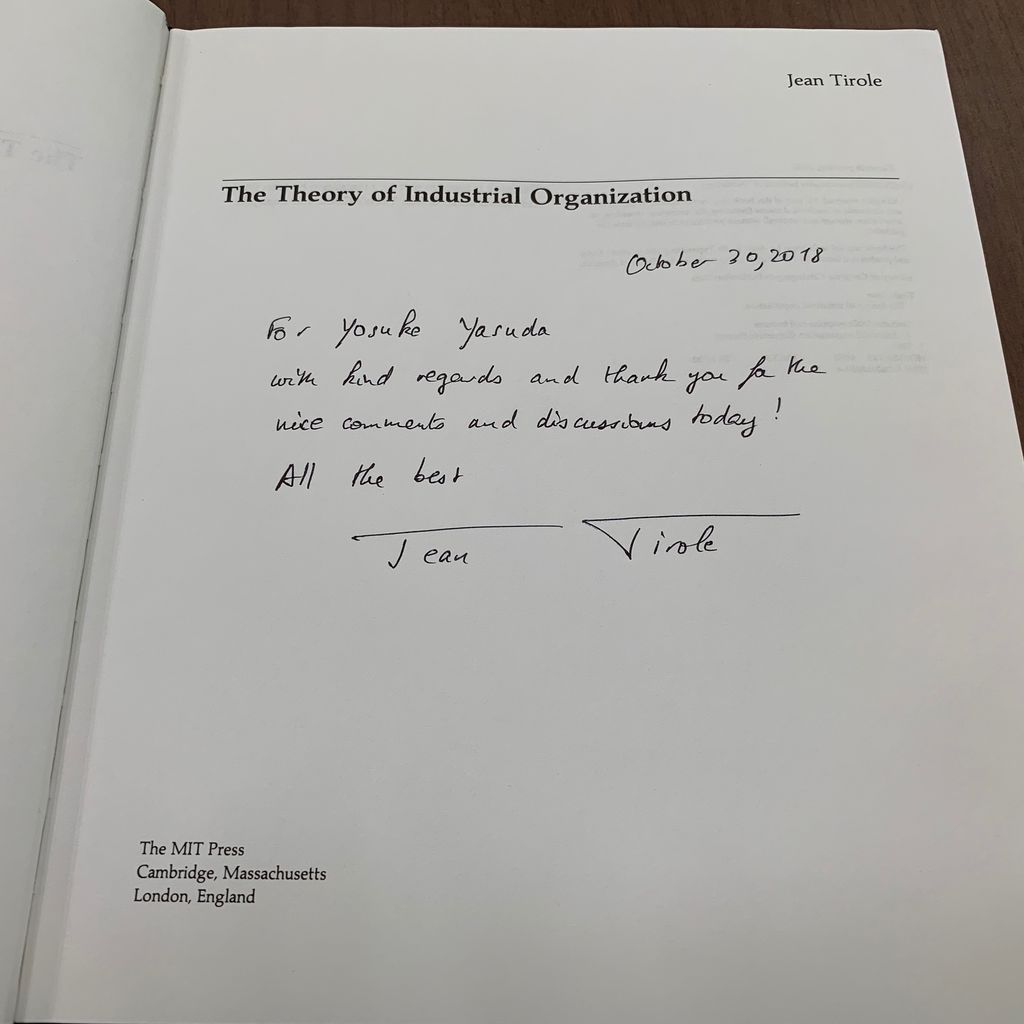 Jean Tirole
The Theory of Industrial Organization
October 30, 2018
For Yosuke Yasuda
with kind regards and thank you for the
nice comments and discussions today!
All the best
Jean Tirole
The MIT Press
Cambridge, Massachusetts
London, England